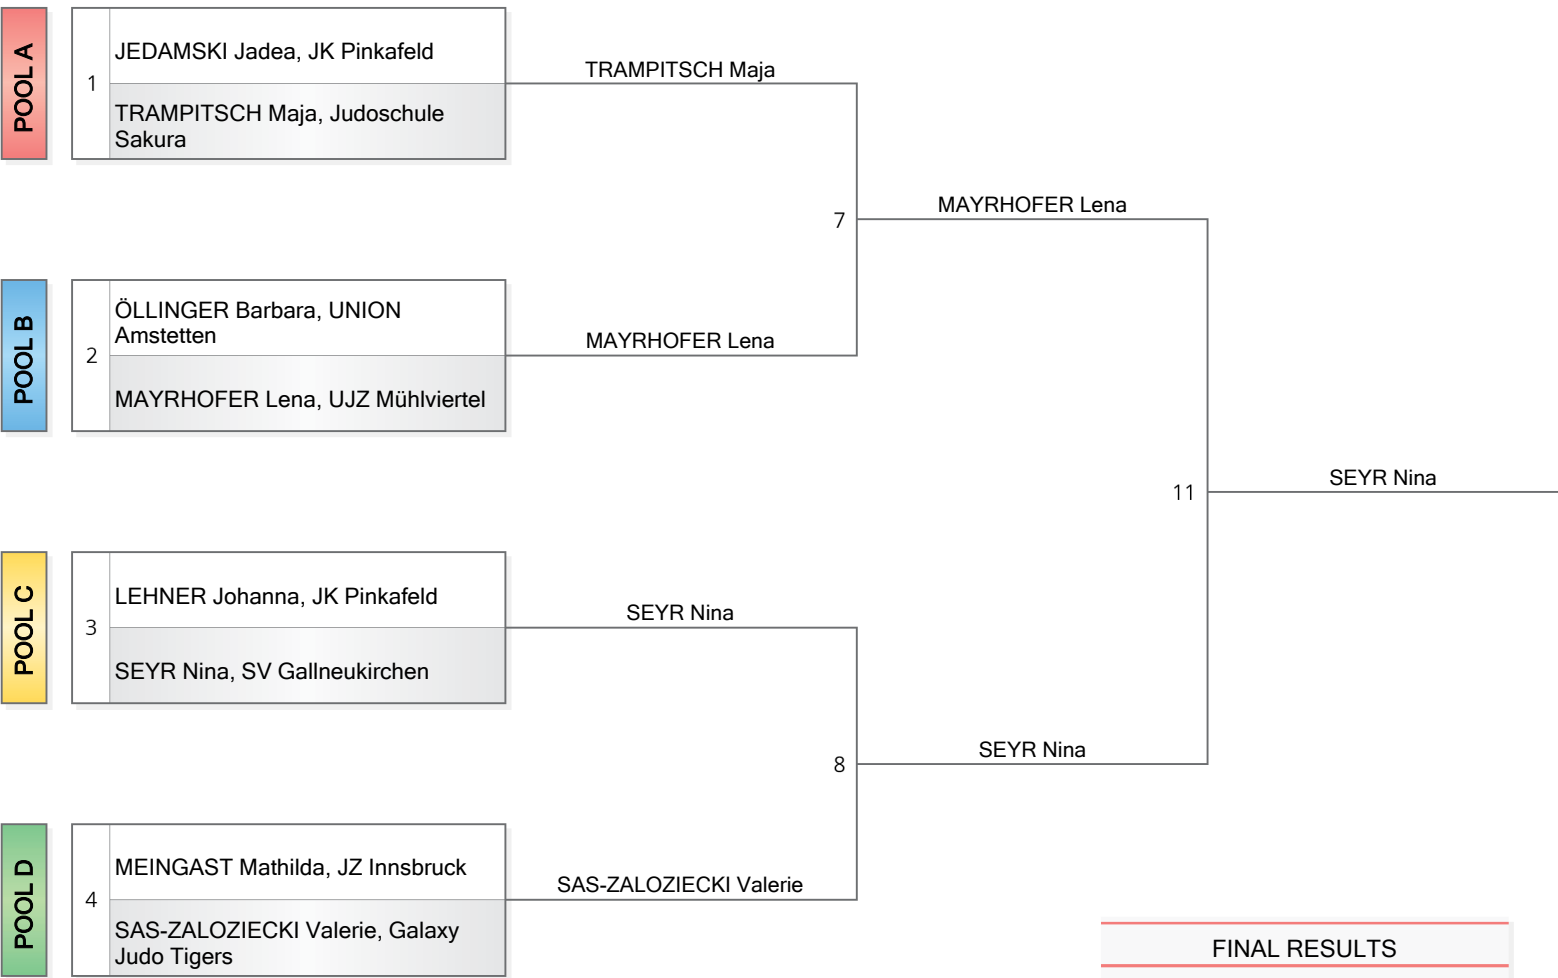 POOL A
1
JEDAMSKI Jadea, JK Pinkafeld
TRAMPITSCH Maja, Judoschule
Sakura
TRAMPITSCH Maja
7
MAYRHOFER Lena
POOL B
2
ÖLLINGER Barbara, UNION
Amstetten
MAYRHOFER Lena, UJZ Mühlviertel
MAYRHOFER Lena
11
SEYR Nina
POOL C
3
LEHNER Johanna, JK Pinkafeld
SEYR Nina, SV Gallneukirchen
SEYR Nina
8
SEYR Nina
POOL D
4
MEINGAST Mathilda, JZ Innsbruck
SAS-ZALOZIECKI Valerie, Galaxy
Judo Tigers
SAS-ZALOZIECKI Valerie
FINAL RESULTS